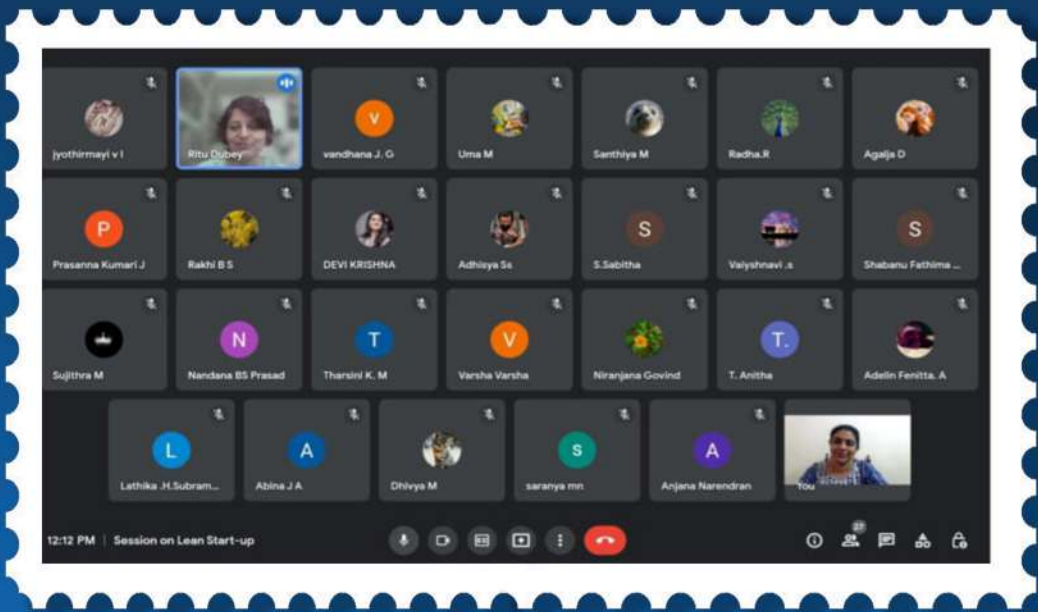 jyothirmayi v l
Ritu Dubey
V
vandhana J. G
Uma M
Santhiya M
Radha.R
Agalja D
P
Prasanna Kumari J
Rakhi B S
DEVI KRISHNA
Adhisya Ss
S
S.Sabitha
Vaiyshnavi .s
S
Shabanu Fathima ...
Sujithra M
N
Nandana BS Prasad
T
Tharsini K. M
V
Varsha Varsha
Niranjana Govind
T.
T. Anitha
Adelin Fenitta. A
L
Lathika .H.Subram...
A
Abina J A
Dhivya M
s
saranya mn
A
Anjana Narendran
You
12:12 PM | Session on Lean Start-up
27